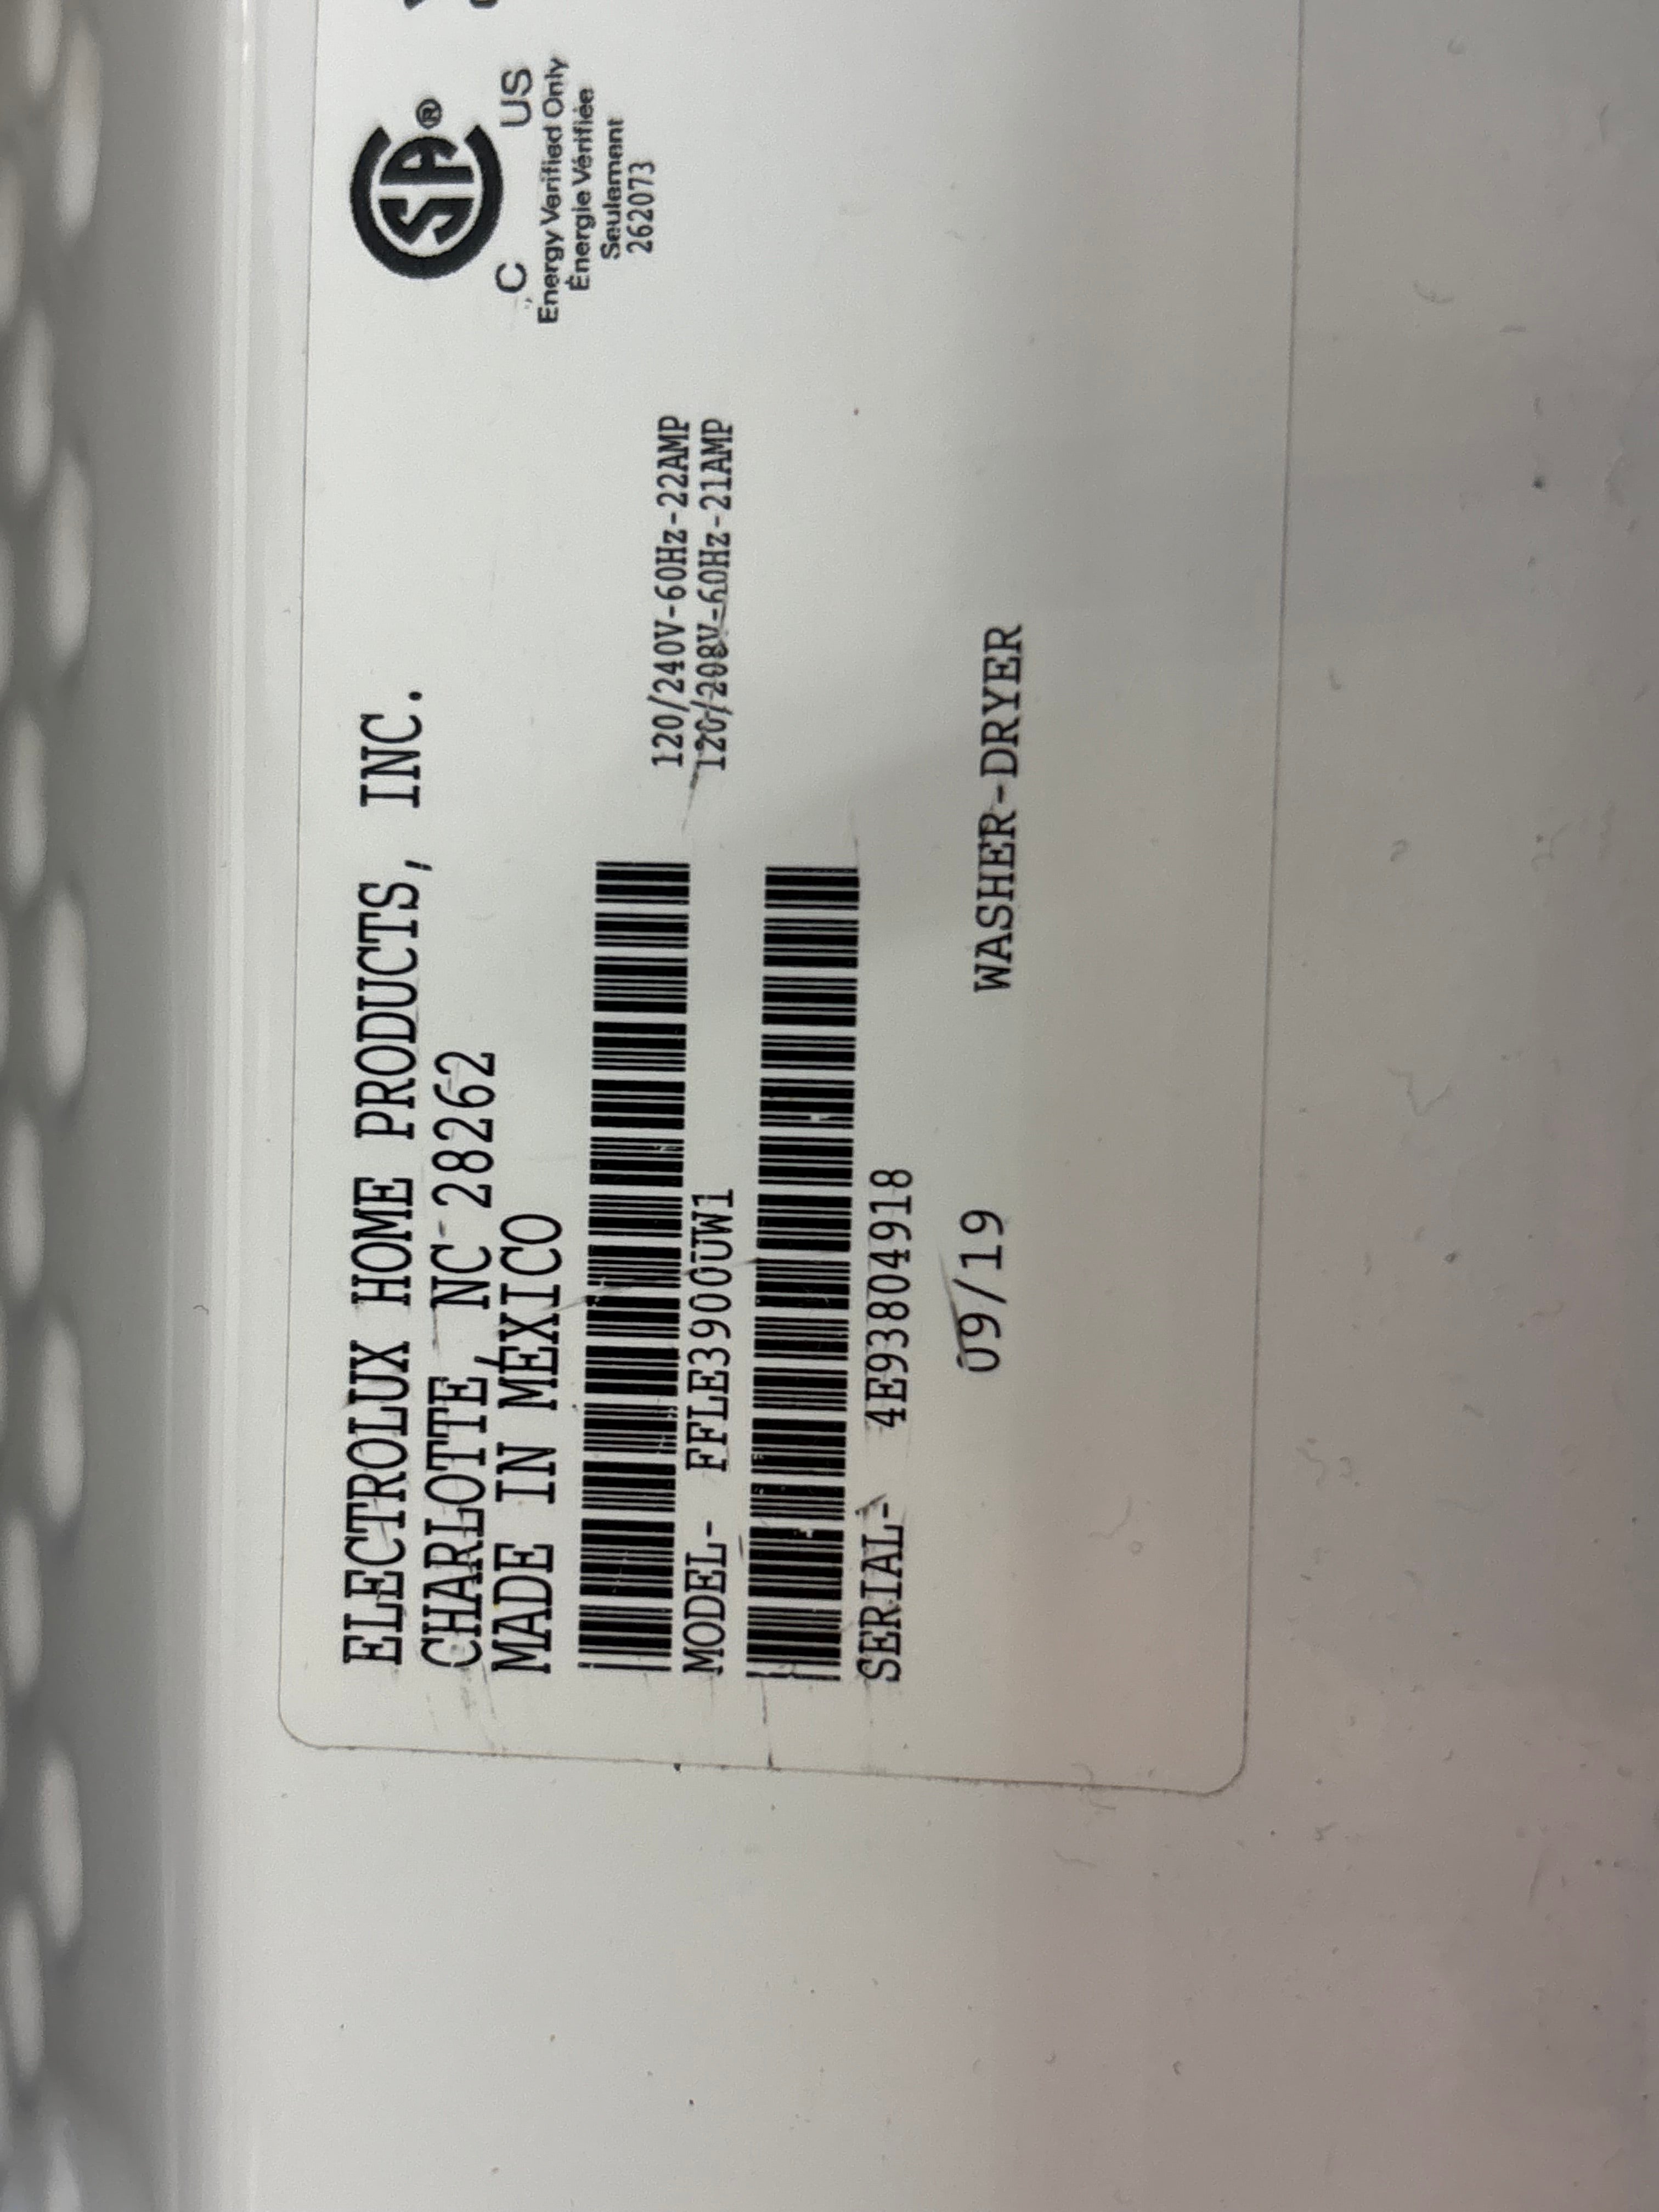 ELECTROLUX HOME PRODUCTS, INC.
CHARLOTTE, NC 28262
MADE IN MEXICO
SA®
C US
Energy Verified Only
Énergie Vérifiée
Seulement
262073
120/240V-60Hz-22AMP
120/208V-60Hz-21AMP
MODEL- FFLE3900UW1
SERIAL- 4E93804918
09/19
WASHER-DRYER